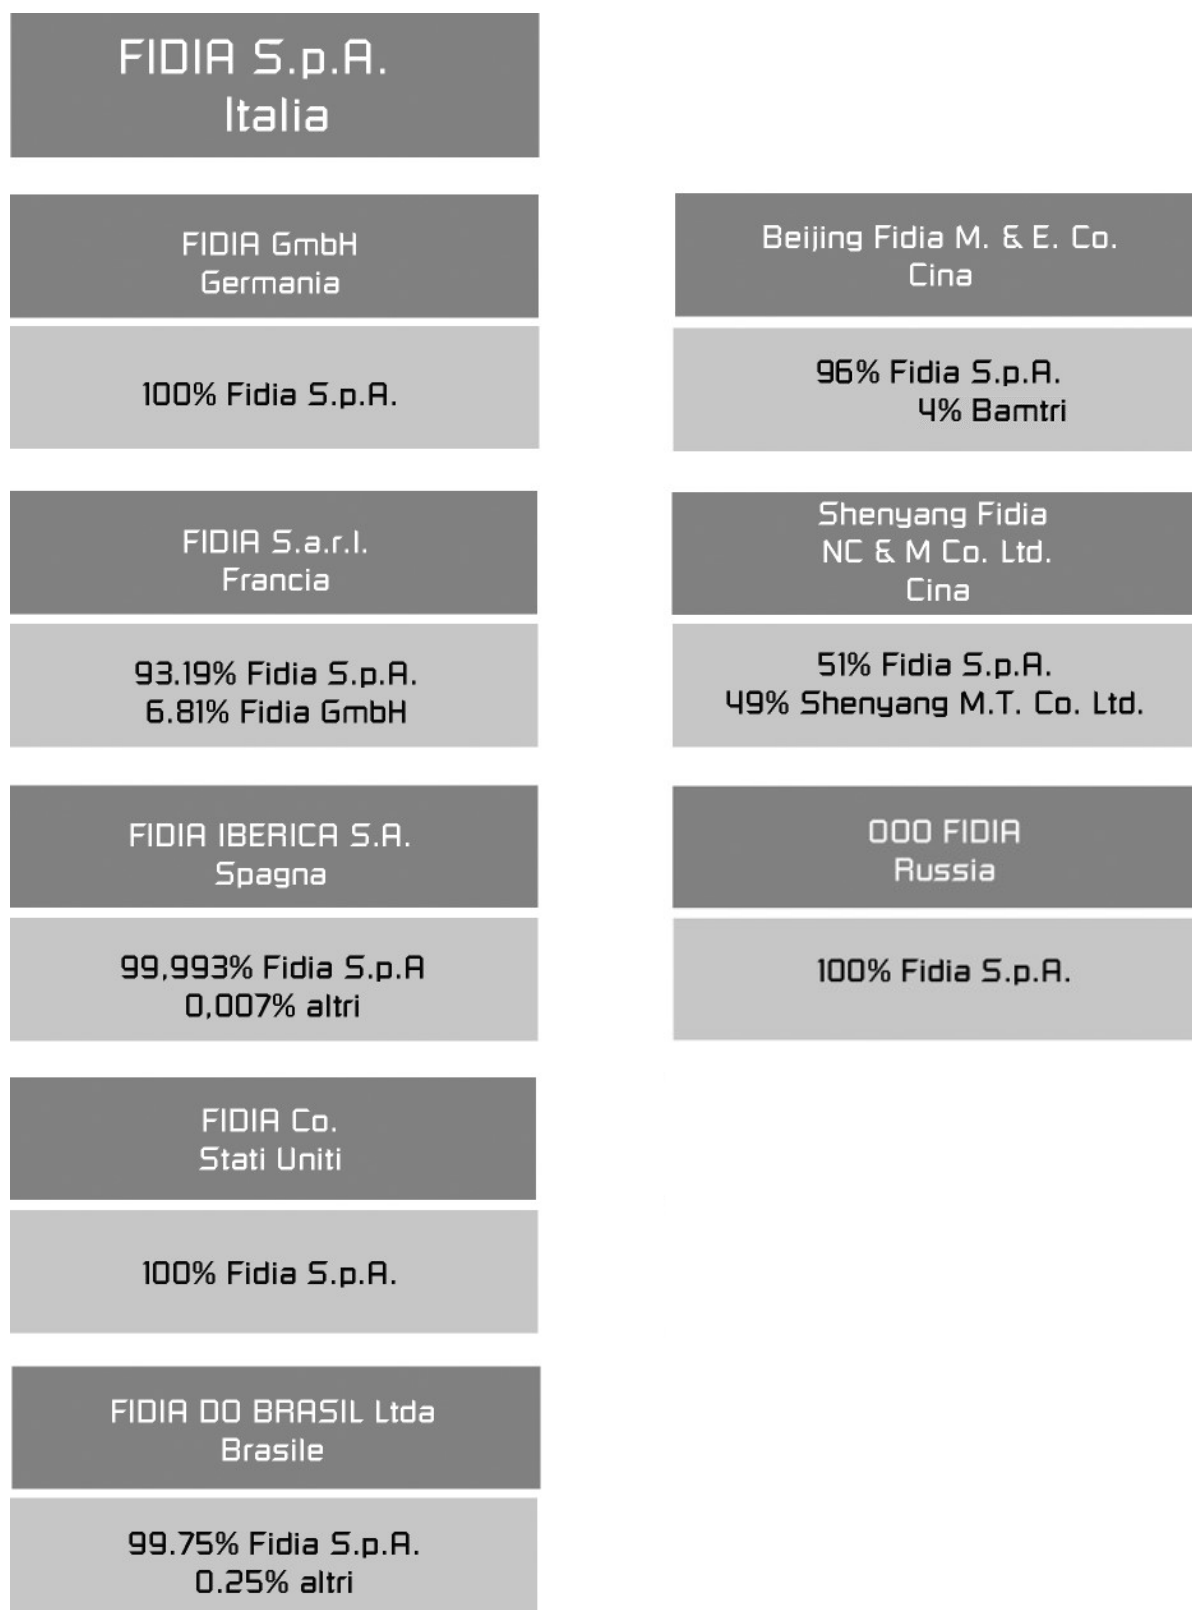 FIDIA S.p.A.
Italia
FIDIA GmbH
Germania
100% Fidia S.p.A.
FIDIA S.a.r.l.
Francia
93.19% Fidia S.p.A.
6.81% Fidia GmbH
FIDIA IBERICA S.A.
Spagna
99,993% Fidia S.p.A
0,007% altri
FIDIA Co.
Stati Uniti
100% Fidia S.p.A.
FIDIA DO BRASIL Ltda
Brasile
99.75% Fidia S.p.A.
0.25% altri
Beijing Fidia M. & E. Co.
Cina
96% Fidia S.p.A.
4% Bamtri
Shenyang Fidia
NC & M Co. Ltd.
Cina
51% Fidia S.p.A.
49% Shenyang M.T. Co. Ltd.
OOO FIDIA
Russia
100% Fidia S.p.A.